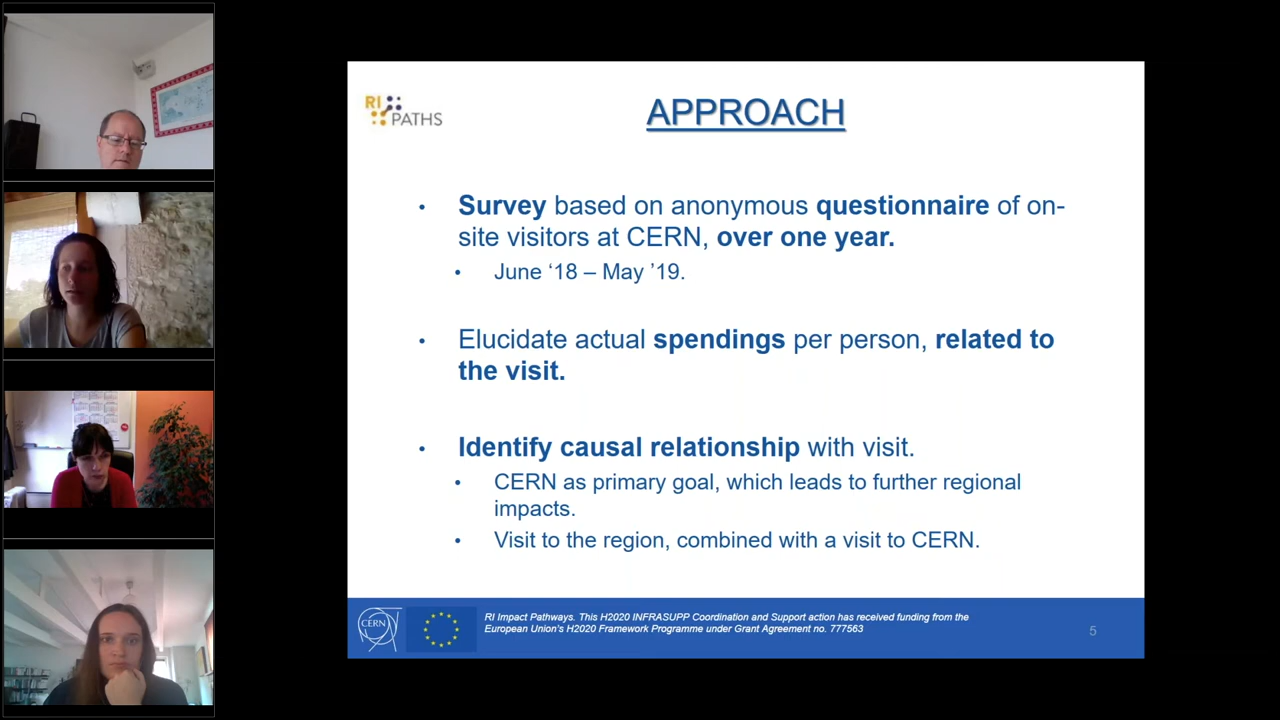 RI
PATHS
APPROACH
• Survey based on anonymous questionnaire of on-
site visitors at CERN, over one year.
• June ‘18 – May ’19.
• Elucidate actual spendings per person, related to
the visit.
• Identify causal relationship with visit.
• CERN as primary goal, which leads to further regional
impacts.
• Visit to the region, combined with a visit to CERN.
CERN
RI Impact Pathways. This H2020 INFRASUPP Coordination and Support action has received funding from the
European Union’s H2020 Framework Programme under Grant Agreement no. 777563
5